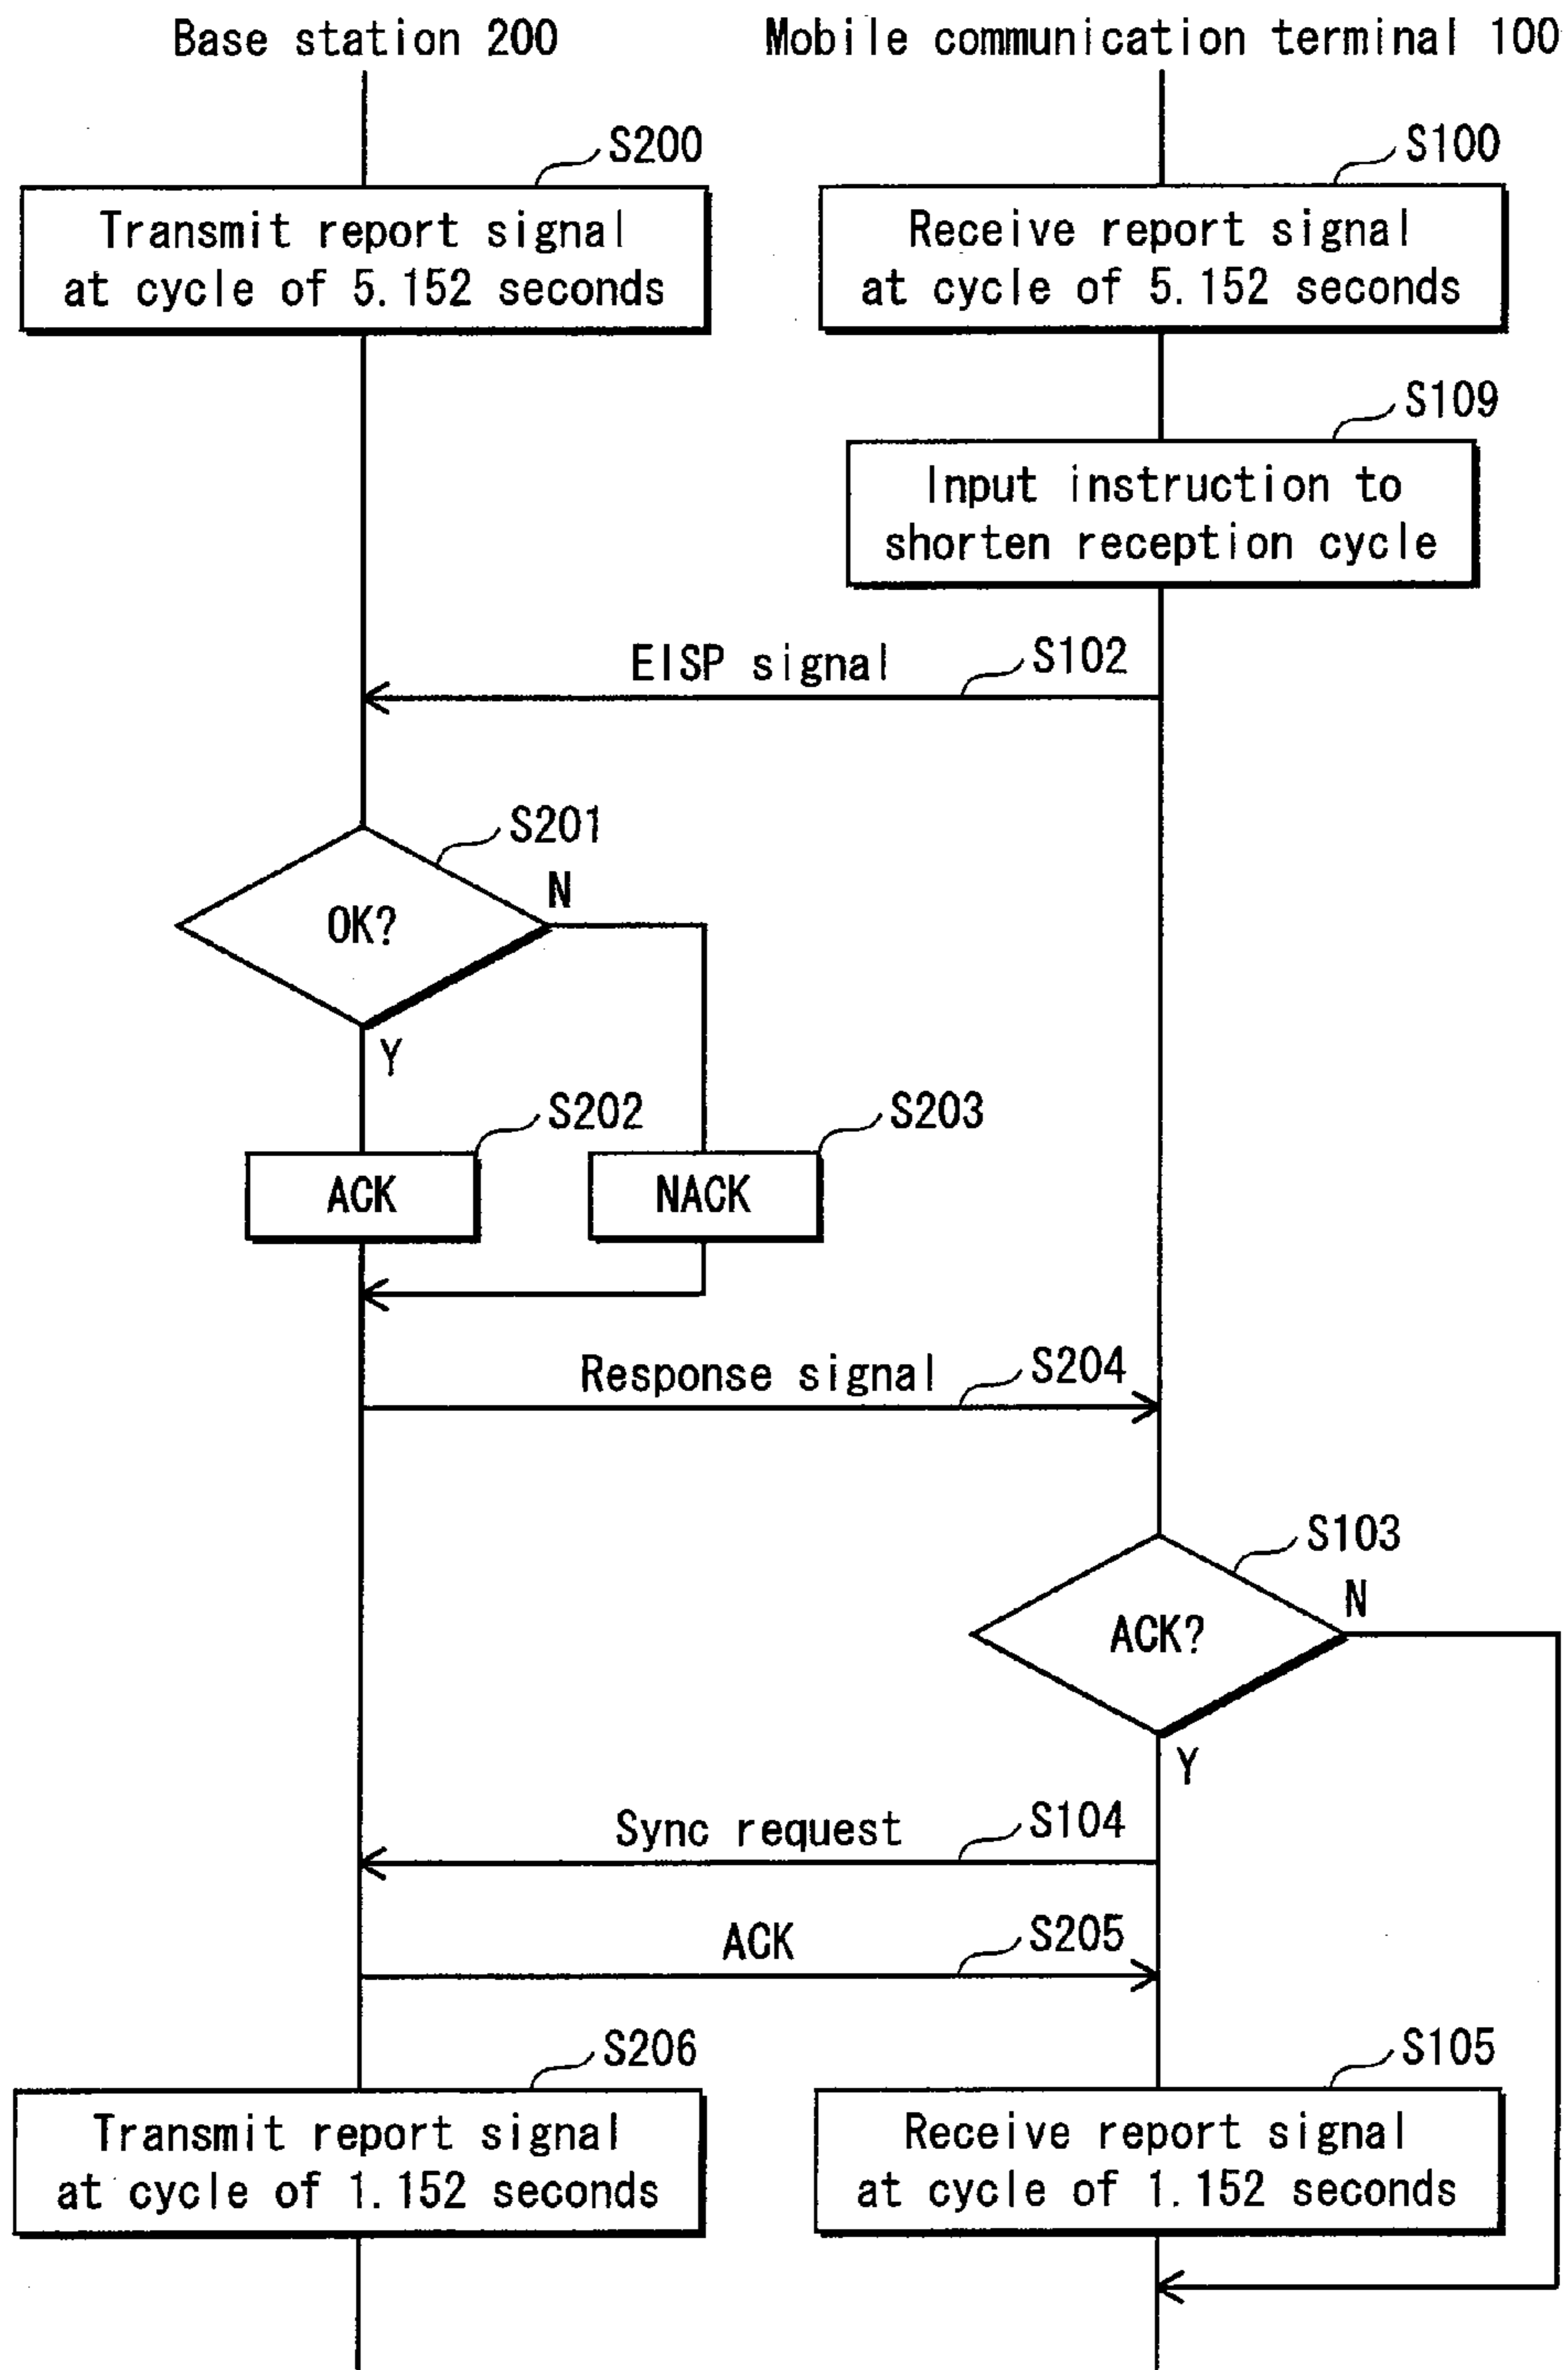 Base station 200
Mobile communication terminal 100
S200
S100
Transmit report signal
at cycle of 5.152 seconds
Receive report signal
at cycle of 5.152 seconds
S109
Input instruction to
shorten reception cycle
EISP signal
S102
S201
N
OK?
Y
S202
S203
ACK
NACK
Response signal
S204
S103
N
ACK?
Y
Sync request
S104
ACK
S205
S206
S105
Transmit report signal
at cycle of 1.152 seconds
Receive report signal
at cycle of 1.152 seconds